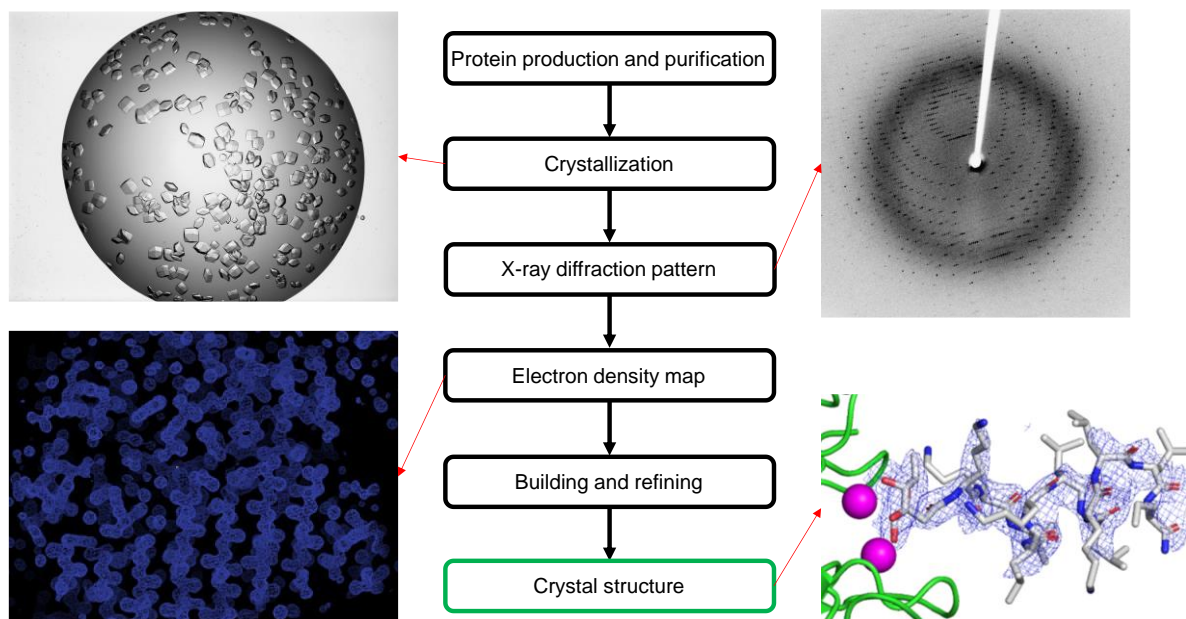 Protein production and purification
Crystallization
X-ray diffraction pattern
Electron density map
Building and refining
Crystal structure